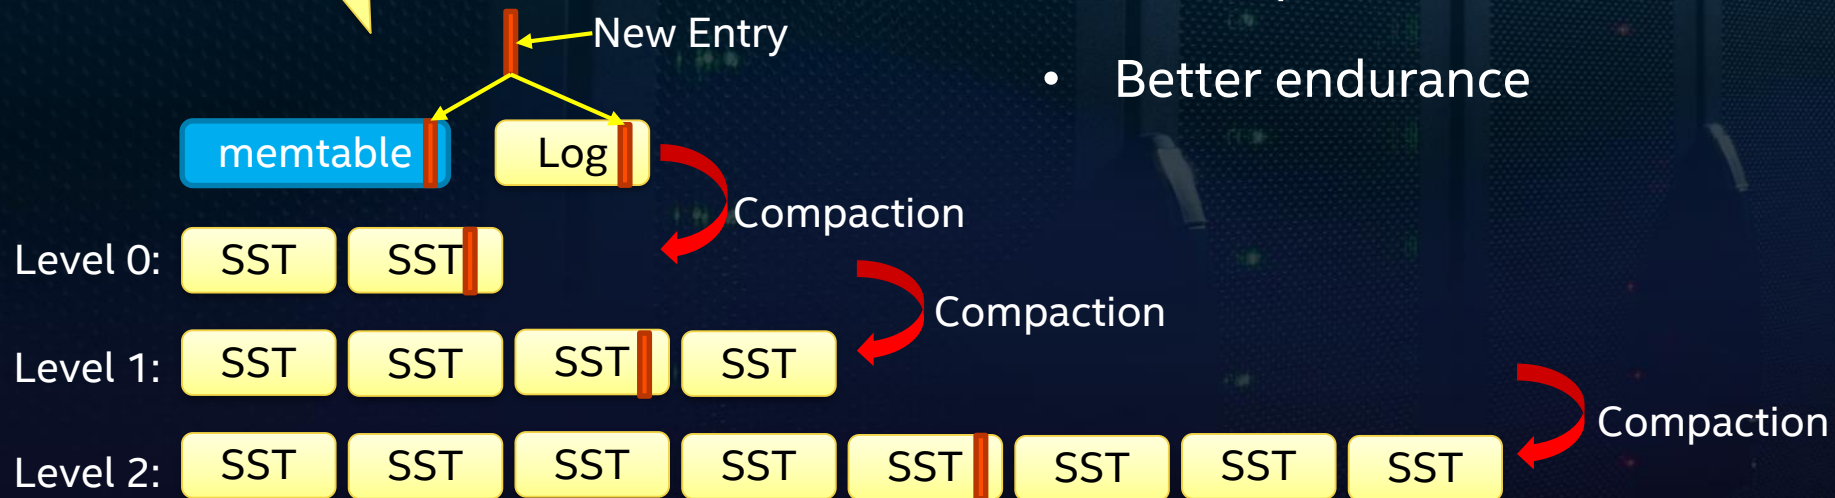 New Entry
• Better endurance
memtable Log
Compaction
Level 0: SST SST
Compaction
Level 1: SST SST SST SST
Compaction
Level 2: SST SST SST SST SST SST SST SST